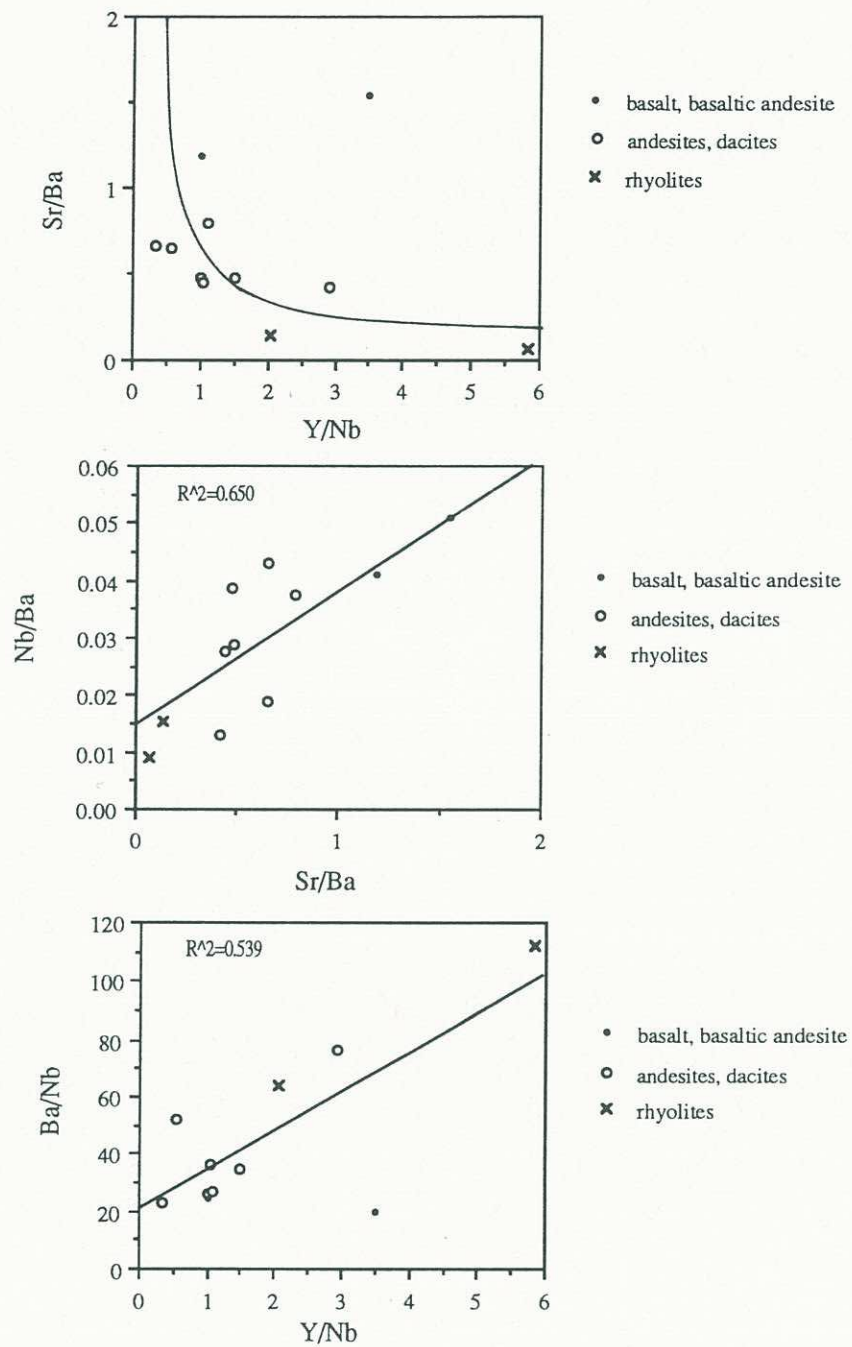 2
1
0
Sr/Ba
0 1 2 3 4 5 6
Y/Nb
basalt, basaltic andesite
andesites, dacites
rhyolites
R^2=0.650
0.06
0.05
0.04
0.03
0.02
0.01
0.00
Nb/Ba
0 1 2
Sr/Ba
basalt, basaltic andesite
andesites, dacites
rhyolites
R^2=0.539
120
100
80
60
40
20
0
Ba/Nb
0 1 2 3 4 5 6
Y/Nb
basalt, basaltic andesite
andesites, dacites
rhyolites